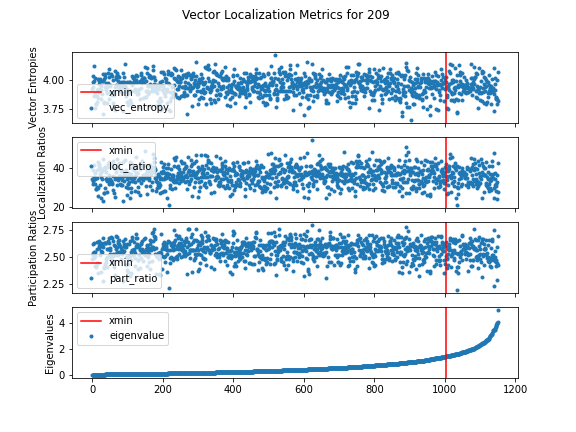 Vector Localization Metrics for 209
Vector Entropies
4.00
3.75
xmin
vec_entropy
Localization Ratios
40
20
xmin
loc_ratio
Participation Ratios
2.75
2.50
2.25
xmin
part_ratio
Eigenvalues
4
2
0
xmin
eigenvalue
0 200 400 600 800 1000 1200